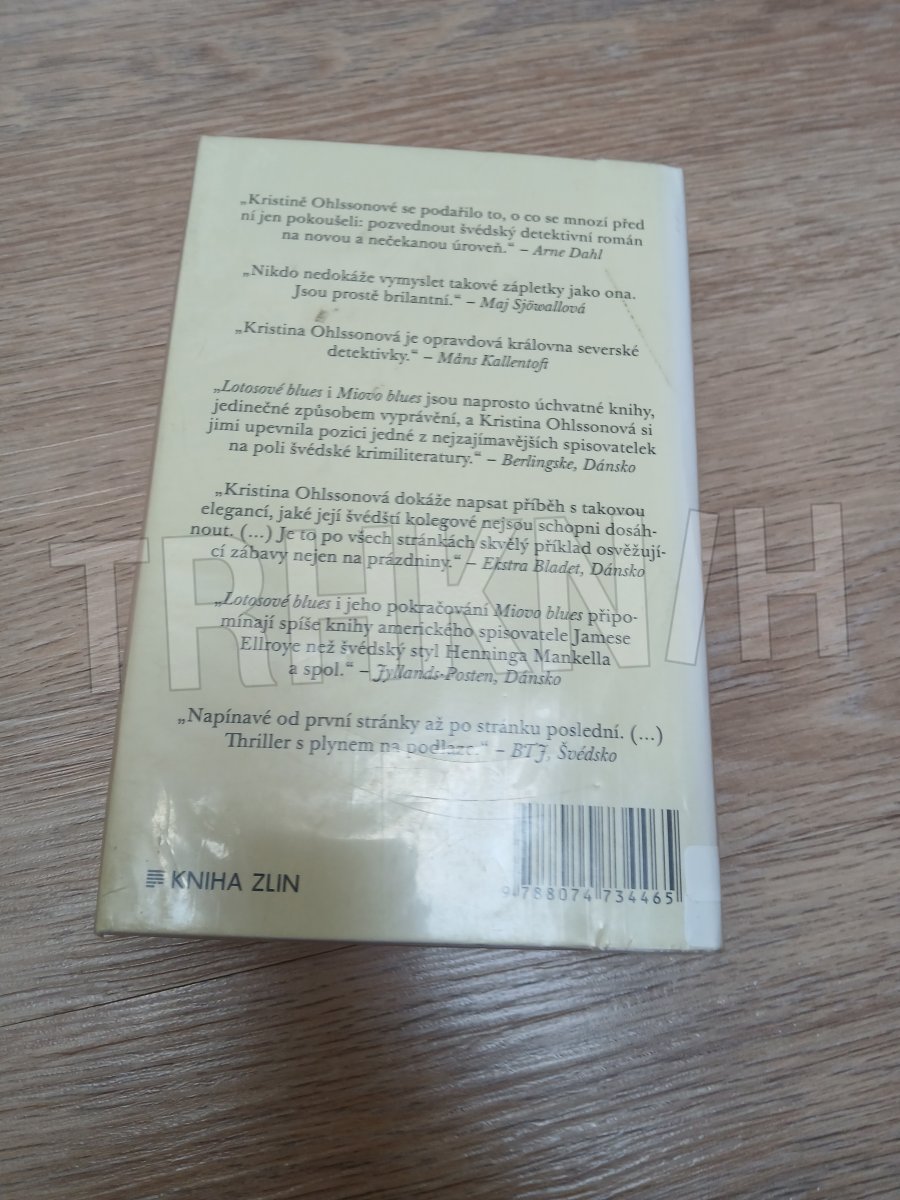 „Kristině Ohlssonové se podařilo to, o co se mnozí před
ní jen pokoušeli: pozvednout švédský detektivní román
na novou a nečekanou úroveň.“ – Arne Dahl
„Nikdo nedokáže vymyslet takové zápletky jako ona.
Jsou prostě brilantní.“ – Maj Sjöwallová
„Kristina Ohlssonová je opravdová královna severské
detektivky.“ – Måns Kallentoft
„Lotosové blues i Miovo blues jsou naprosto úchvatné knihy,
jedinečné způsobem vyprávění, a Kristina Ohlssonová si
jimi upevnila pozici jedné z nejzajímavějších spisovatelek
na poli švédské krimiliteratury.“ – Berlingske, Dánsko
„Kristina Ohlssonová dokáže napsat příběh s takovou
elegancí, jaké její švédští kolegové nejsou schopni dosáh-
nout. (...) Je to po všech stránkách skvělý příklad osvěžují-
cí zábavy nejen na prázdniny.“ – Ekstra Bladet, Dánsko
„Lotosové blues i jeho pokračování Miovo blues připo-
mínají spíše knihy amerického spisovatele Jamese
Ellroye než švédský styl Henninga Mankella
a spol.“ – Jyllands-Posten, Dánsko
„Napínavé od první stránky až po stránku poslední. (...)
Thriller s plynem na podlaze.“ – BTJ, Švédsko
KNIHA ZLIN
9 788074 734465